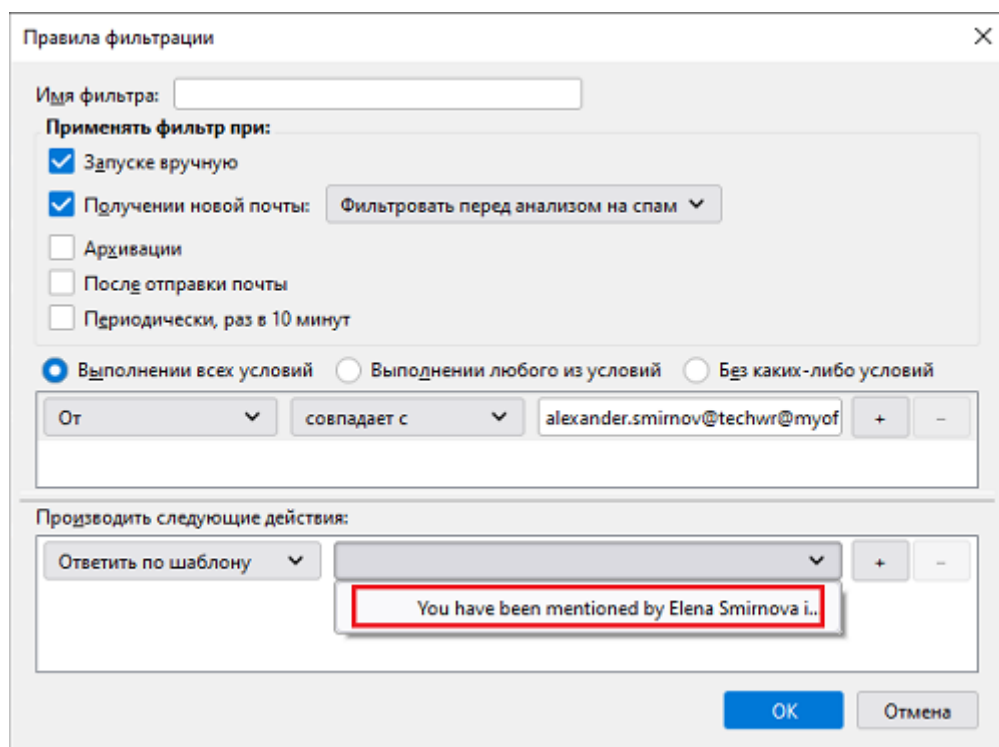 Правила фильтрации
Имя фильтра:
Применять фильтр при:
Запуске вручную
Получении новой почты: Фильтровать перед анализом на спам
Архивации
После отправки почты
Периодически, раз в 10 минут
Выполнении всех условий Выполнении любого из условий Без каких-либо условий
От совпадает с alexander.smirnov@techwr@myof + -
Производить следующие действия:
Ответить по шаблону + -
You have been mentioned by Elena Smirnova i...
OK Отмена